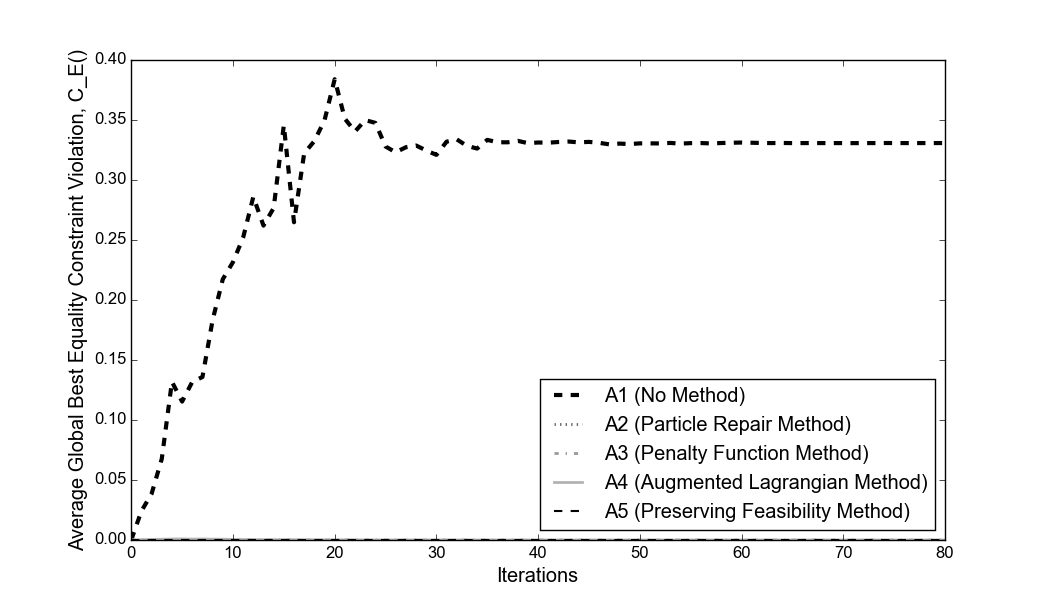 Average Global Best Equality Constraint Violation, C_E()
0.40
0.35
0.30
0.25
0.20
0.15
0.10
0.05
0.00
A1 (No Method)
A2 (Particle Repair Method)
A3 (Penalty Function Method)
A4 (Augmented Lagrangian Method)
A5 (Preserving Feasibility Method)
0 10 20 30 40 50 60 70 80
Iterations